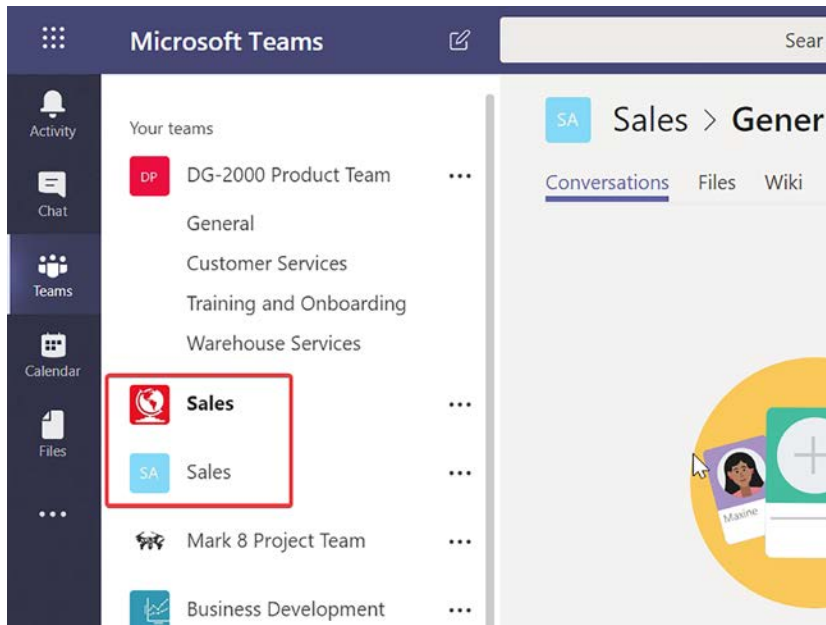 Microsoft Teams
Sear
Activity
Chat
Teams
Calendar
Files
Your teams
DP DG-2000 Product Team
General
Customer Services
Training and Onboarding
Warehouse Services
Sales
SA Sales
Mark 8 Project Team
Business Development
SA Sales > Gener
Conversations Files Wiki
Maxine